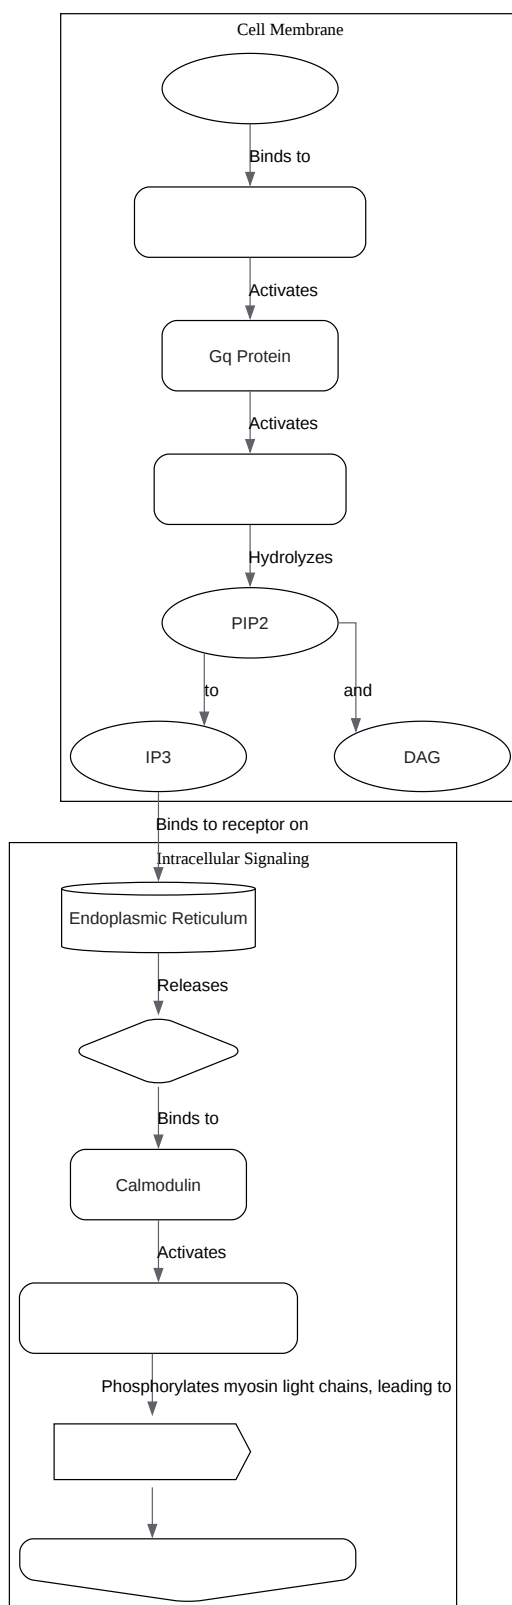 Cell Membrane
Binds to
Activates
Gq Protein
Activates
Hydrolyzes
PIP2
to
and
IP3
DAG
Binds to receptor on
Intracellular Signaling
Endoplasmic Reticulum
Releases
Binds to
Calmodulin
Activates
Phosphorylates myosin light chains, leading to